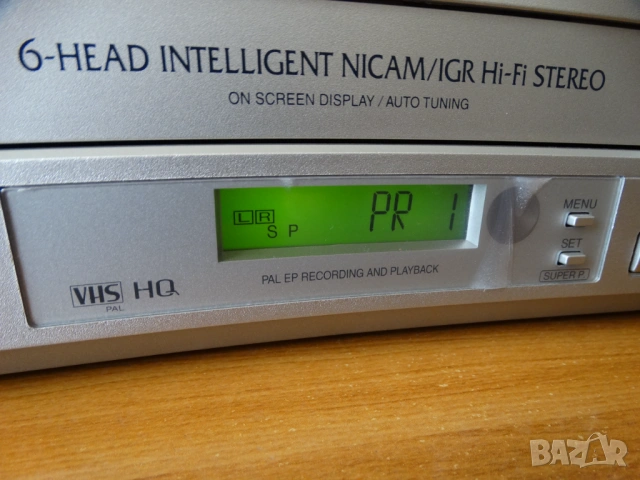 6-HEAD INTELLIGENT NICAM/IGR Hi-Fi STEREO
ON SCREEN DISPLAY / AUTO TUNING
L R PR 1
S P
MENU
SET
SUPER P.
PAL EP RECORDING AND PLAYBACK
VHS HQ
PAL
BAZAR